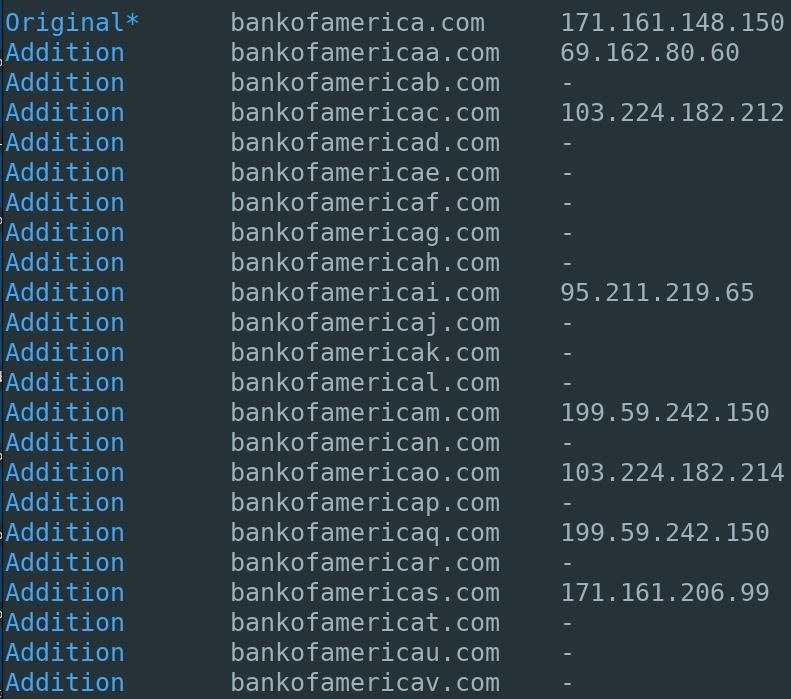 Original* bankofamerica.com 171.161.148.150
Addition bankofamericaa.com 69.162.80.60
Addition bankofamericab.com -
Addition bankofamericac.com 103.224.182.212
Addition bankofamericad.com -
Addition bankofamericae.com -
Addition bankofamericaf.com -
Addition bankofamericag.com -
Addition bankofamericah.com -
Addition bankofamericai.com 95.211.219.65
Addition bankofamericaj.com -
Addition bankofamericak.com -
Addition bankofamerical.com -
Addition bankofamericam.com 199.59.242.150
Addition bankofamerican.com -
Addition bankofamericao.com 103.224.182.214
Addition bankofamericap.com -
Addition bankofamericaq.com 199.59.242.150
Addition bankofamericar.com -
Addition bankofamericas.com 171.161.206.99
Addition bankofamericat.com -
Addition bankofamericau.com -
Addition bankofamericav.com -